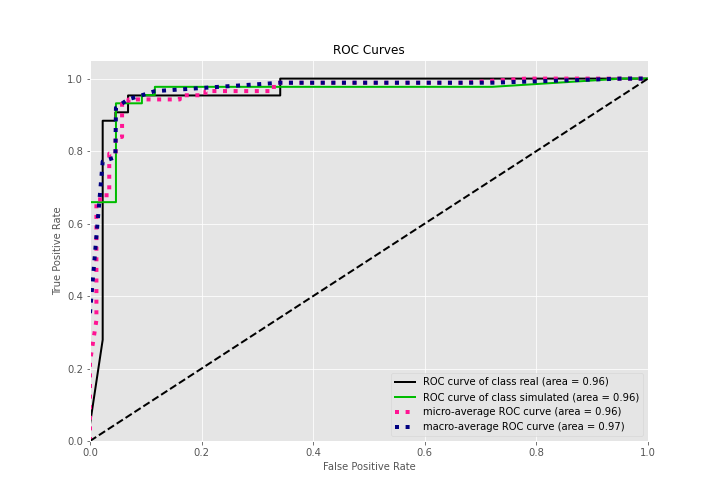 ROC Curves
True Positive Rate
1.0
0.8
0.6
0.4
0.2
0.0
0.0 0.2 0.4 0.6 0.8 1.0
False Positive Rate
ROC curve of class real (area = 0.96)
ROC curve of class simulated (area = 0.96)
micro-average ROC curve (area = 0.96)
macro-average ROC curve (area = 0.97)